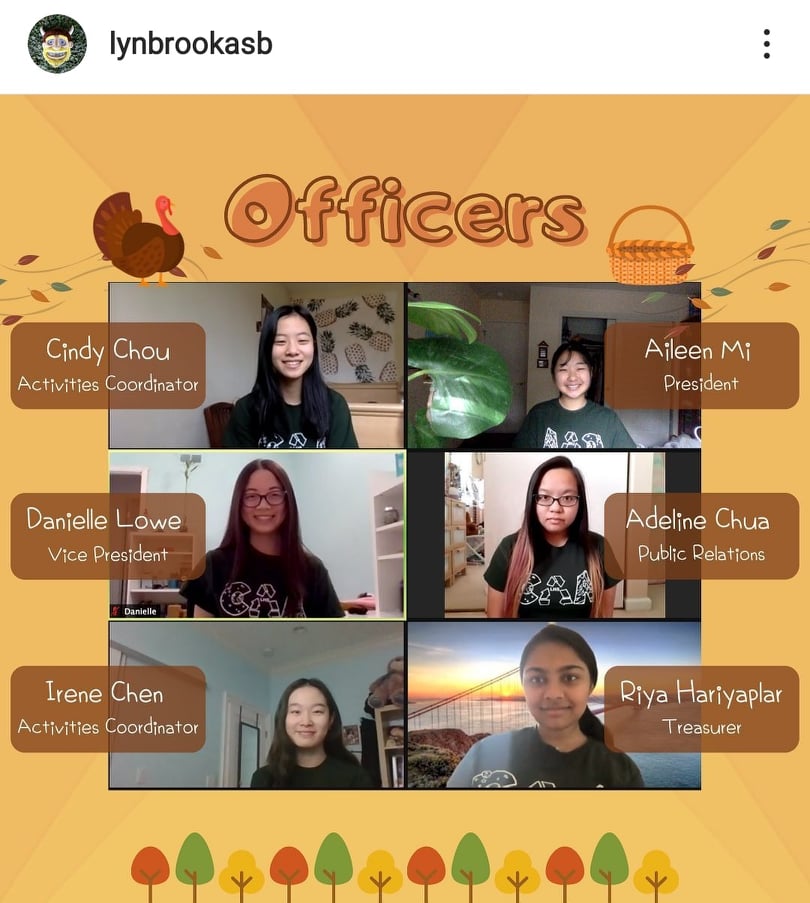 lynbrookasb
Officers
Cindy Chou
Activities Coordinator
Aileen Mi
President
Danielle Lowe
Vice President
Adeline Chua
Public Relations
Danielle
Irene Chen
Activities Coordinator
Riya Hariyaplar
Treasurer